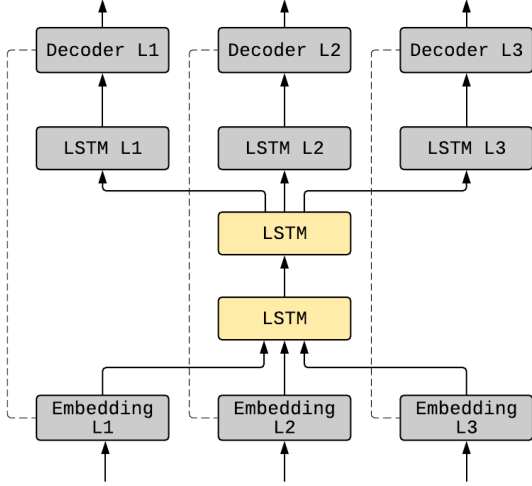 Decoder L1
Decoder L2
Decoder L3
LSTM L1
LSTM L2
LSTM L3
LSTM
LSTM
Embedding
L1
Embedding
L2
Embedding
L3